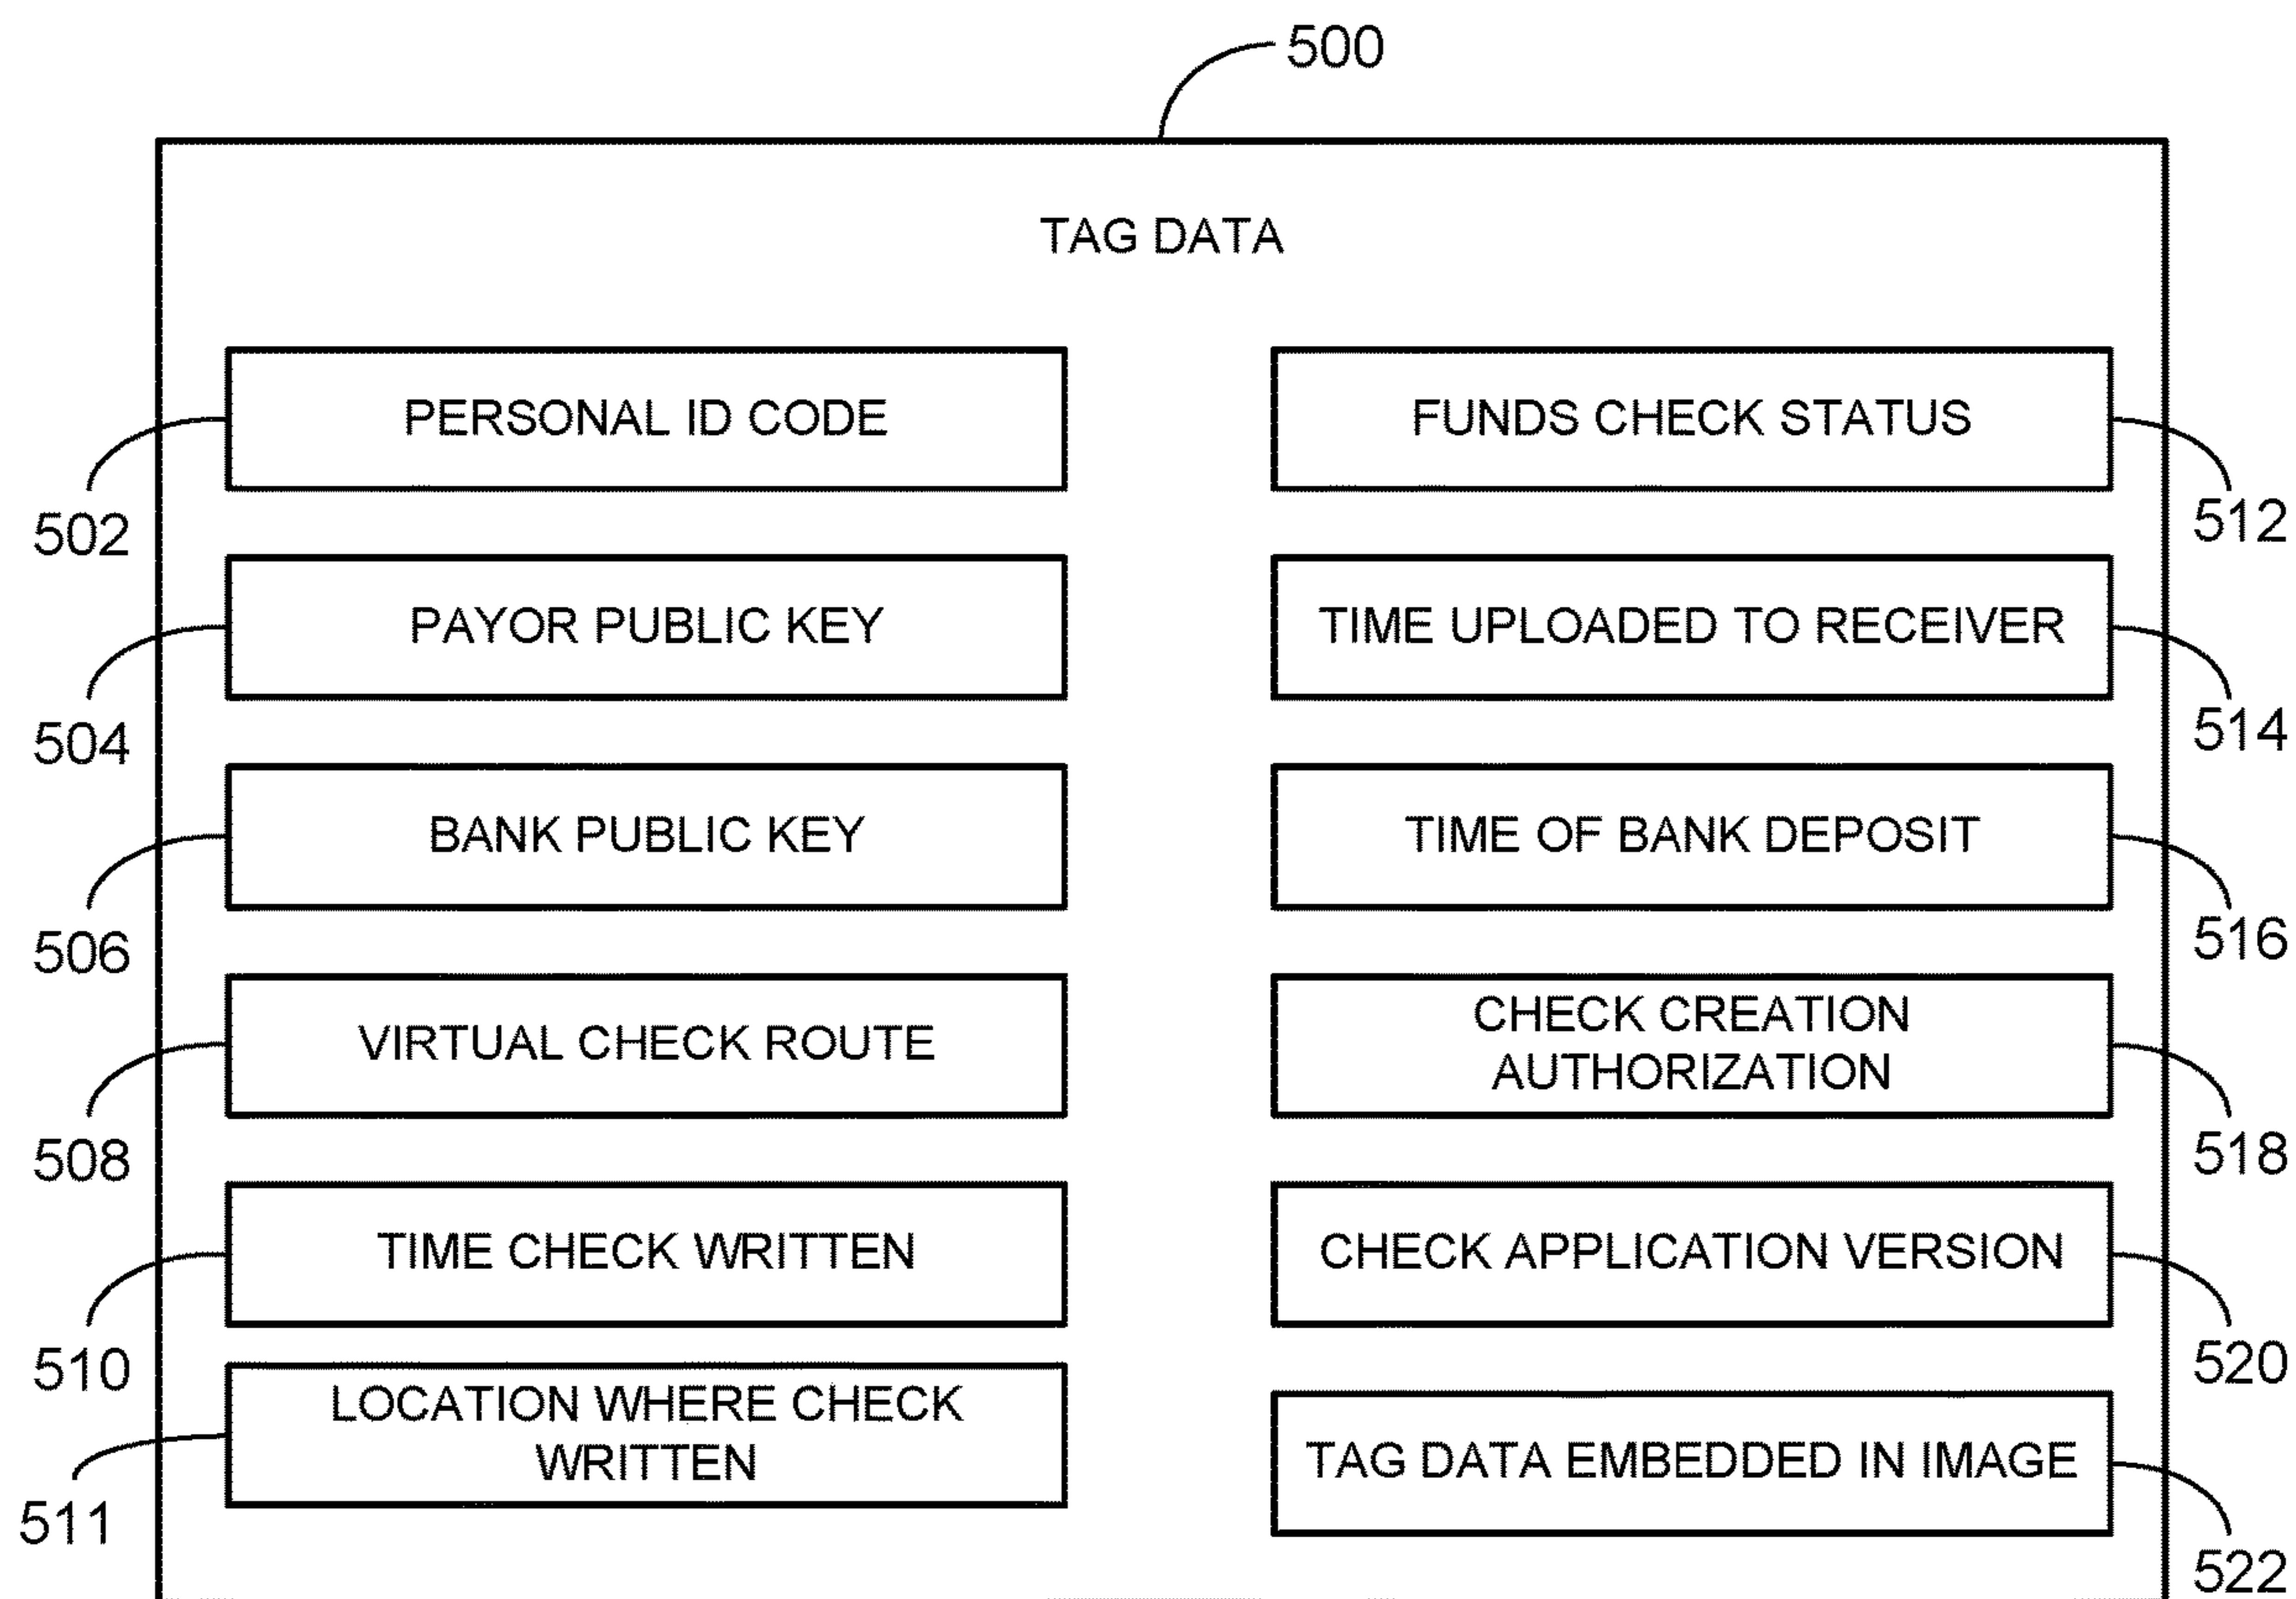 500
TAG DATA
PERSONAL ID CODE
502
PAYOR PUBLIC KEY
504
BANK PUBLIC KEY
506
VIRTUAL CHECK ROUTE
508
TIME CHECK WRITTEN
510
LOCATION WHERE CHECK
WRITTEN
511
FUNDS CHECK STATUS
512
TIME UPLOADED TO RECEIVER
514
TIME OF BANK DEPOSIT
516
CHECK CREATION
AUTHORIZATION
518
CHECK APPLICATION VERSION
520
TAG DATA EMBEDDED IN IMAGE
522